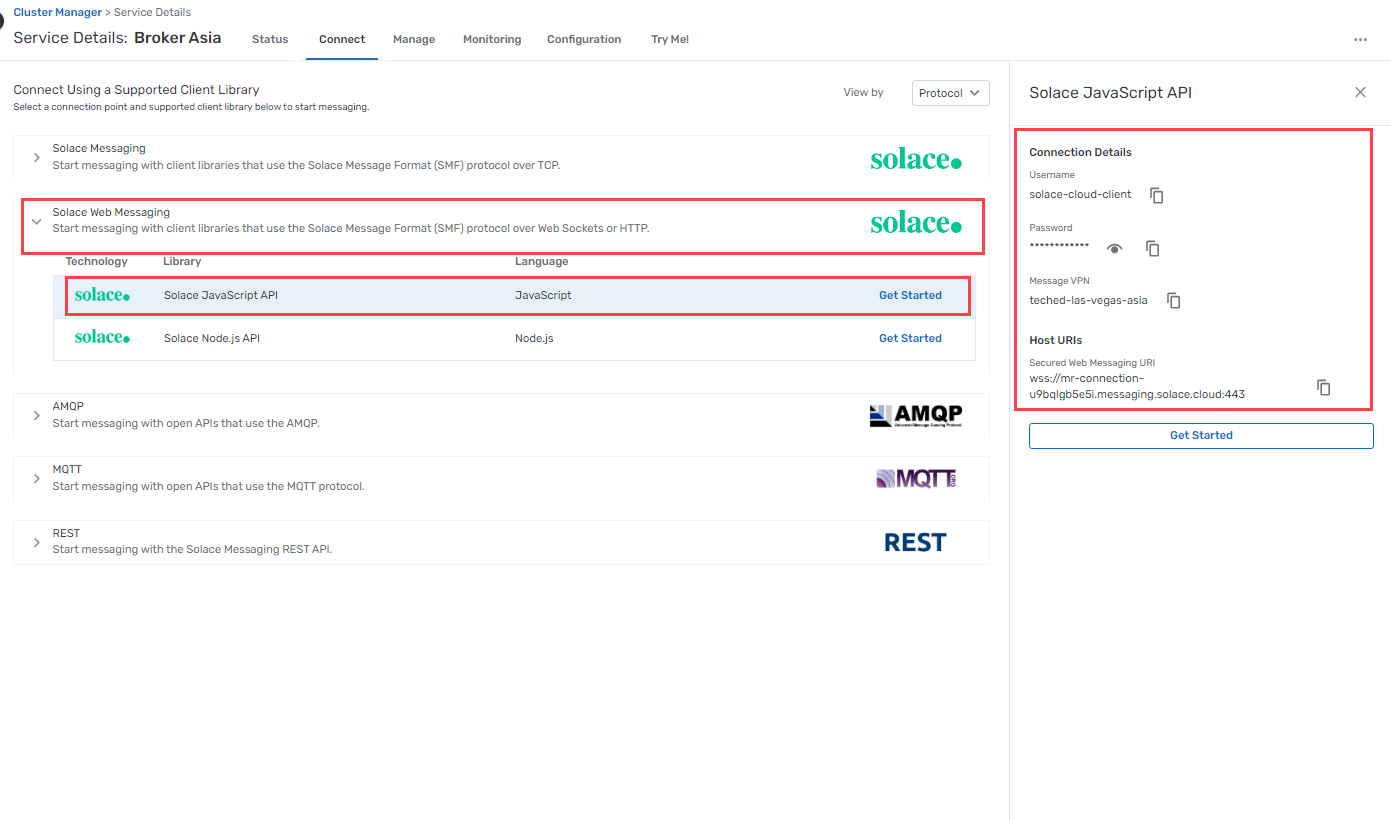 Cluster Manager > Service Details
Service Details: Broker Asia
Status
Connect
Manage
Monitoring
Configuration
Try Me!
Connect Using a Supported Client Library
Select a connection point and supported client library below to start messaging.
View by
Protocol
Solace Messaging
Start messaging with client libraries that use the Solace Message Format (SMF) protocol over TCP.
solace.
Solace Web Messaging
Start messaging with client libraries that use the Solace Message Format (SMF) protocol over Web Sockets or HTTP.
solace.
Technology
Library
Language
solace.
Solace JavaScript API
JavaScript
Get Started
solace.
Solace Node.js API
Node.js
Get Started
AMQP
Start messaging with open APIs that use the AMQP.
AMQP
Advanced Message Queuing Protocol
MQTT
Start messaging with open APIs that use the MQTT protocol.
MQTT
.ORG
REST
Start messaging with the Solace Messaging REST API.
REST
Solace JavaScript API
Connection Details
Username
solace-cloud-client
Password
************
Message VPN
teched-las-vegas-asia
Host URIs
Secured Web Messaging URI
wss://mr-connection-
u9bqlgb5e5i.messaging.solace.cloud:443
Get Started